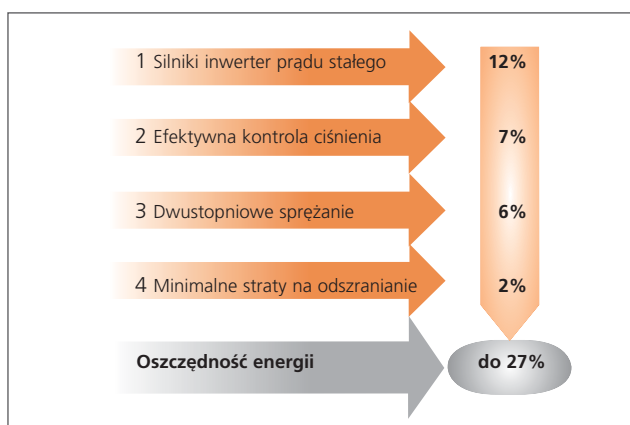 1 Silniki inwerter prądu stałego 12%
2 Efektywna kontrola ciśnienia 7%
3 Dwustopniowe sprężanie 6%
4 Minimalne straty na odszranianie 2%
Oszczędność energii do 27%